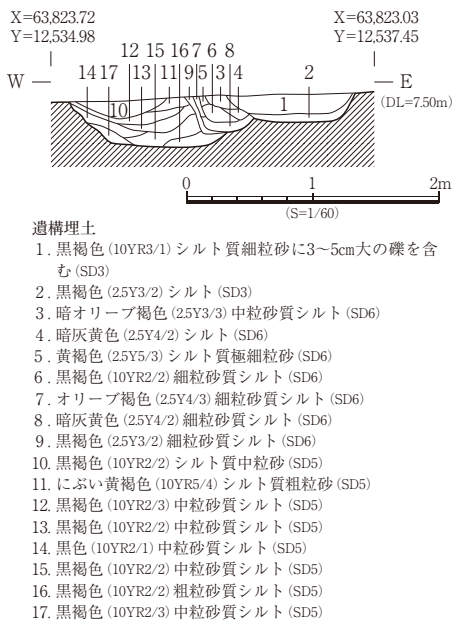 X=63,823.72
Y=12,534.98
X=63,823.03
Y=12,537.45
12 15 16 7 6 8
14 17 13 11 9 5 3 4
2
W
E
10
1
(DL=7.50m)
0 1 2m
(S=1/60)
遺構埋土
1. 黒褐色(10YR3/1)シルト質細粒砂に3~5㎝大の礫を含
む(SD3)
2. 黒褐色(2.5Y3/2)シルト(SD3)
3. 暗オリーブ褐色(2.5Y3/3)中粒砂質シルト(SD6)
4. 暗灰黄色(2.5Y4/2)シルト(SD6)
5. 黄褐色(2.5Y5/3)シルト質極細粒砂(SD6)
6. 黒褐色(10YR2/2)細粒砂質シルト(SD6)
7. オリーブ褐色(2.5Y4/3)細粒砂質シルト(SD6)
8. 暗灰黄色(2.5Y4/2)細粒砂質シルト(SD6)
9. 黒褐色(2.5Y3/2)細粒砂質シルト(SD6)
10. 黒褐色(10YR2/2)シルト質中粒砂(SD5)
11. にぶい黄褐色(10YR5/4)シルト質粗粒砂(SD5)
12. 黒褐色(10YR2/3)中粒砂質シルト(SD5)
13. 黒褐色(10YR2/2)中粒砂質シルト(SD5)
14. 黒色(10YR2/1)中粒砂質シルト(SD5)
15. 黒褐色(10YR2/2)中粒砂質シルト(SD5)
16. 黒褐色(10YR2/2)粗粒砂質シルト(SD5)
17. 黒褐色(10YR2/3)中粒砂質シルト(SD5)